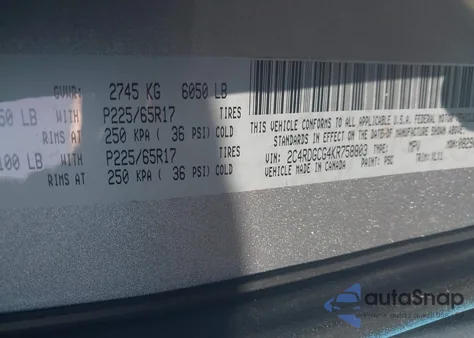 GVWR: 2745 KG 6050 LB
50 LB WITH P225/65R17 TIRES
RIMS AT 250 KPA ( 36 PSI) COLD
100 LB WITH P225/65R17 TIRES
RIMS AT 250 KPA ( 36 PSI) COLD
THIS VEHICLE CONFORMS TO ALL APPLICABLE U.S.A. FEDERAL MOTOR
STANDARDS IN EFFECT ON THE DATE-OF MANUFACTURE SHOWN
VIN: 2C4RDGCG4KR758803 TYPE: MPV
VEHICLE MADE IN CANADA PAINT: PSC TRIM:
autoSnap